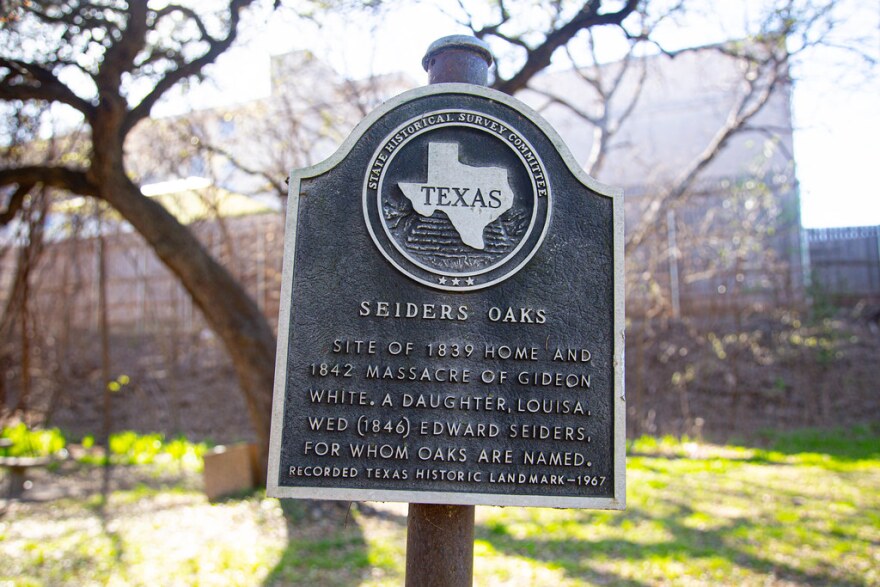 STATE HISTORICAL SURVEY COMMITTEE
TEXAS
SEIDERS OAKS
SITE OF 1839 HOME AND
1842 MASSACRE OF GIDEON
WHITE. A DAUGHTER, LOUISA,
WED (1846) EDWARD SEIDERS,
FOR WHOM OAKS ARE NAMED.
RECORDED TEXAS HISTORIC LANDMARK—1967